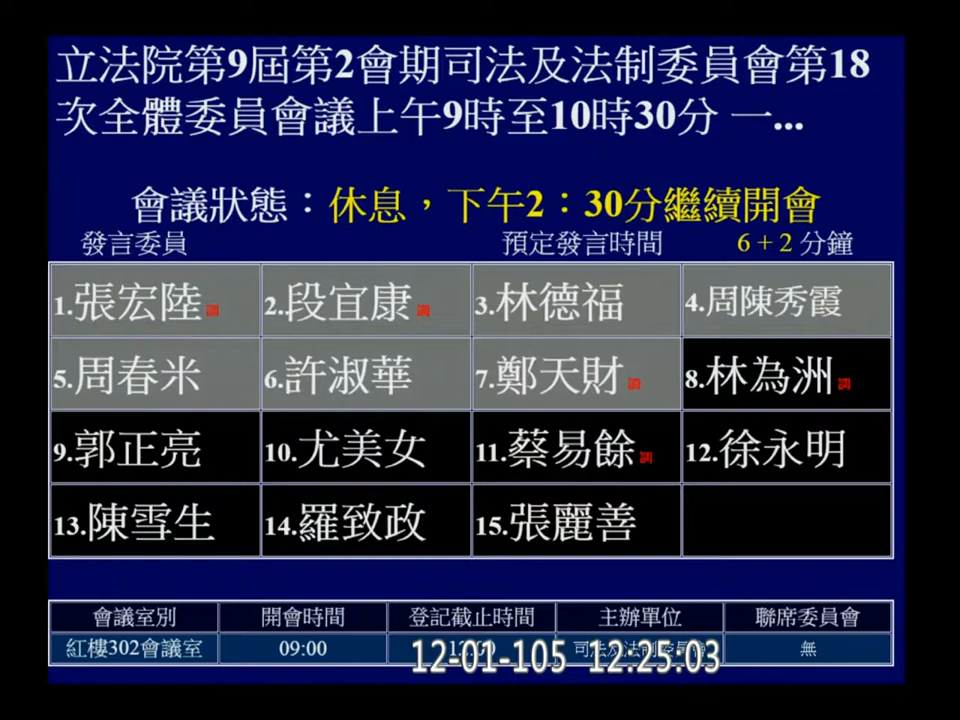 立法院第9屆第2會期司法及法制委員會第18
次全體委員會議上午9時至10時30分 一...
會議狀態：休息，下午2：30分繼續開會
發言委員 預定發言時間 6 + 2 分鐘
1.張宏陸 調 2.段宜康 調 3.林德福 4.周陳秀霞
5.周春米 6.許淑華 7.鄭天財 調 8.林為洲 調
9.郭正亮 10.尤美女 11.蔡易餘 調 12.徐永明
13.陳雪生 14.羅致政 15.張麗善
會議室別 開會時間 登記截止時間 主辦單位 聯席委員會
紅樓302會議室 09:00 司法及法制委員會 無
12-01-105 12:25:03